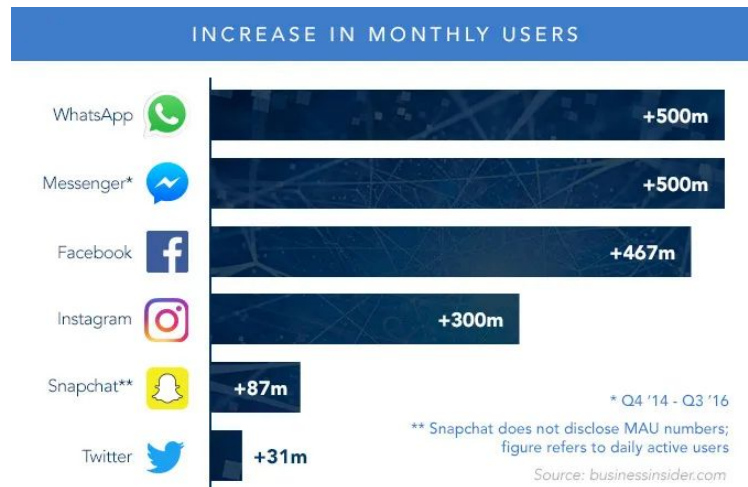 INCREASE IN MONTHLY USERS
WhatsApp +500m
Messenger* +500m
Facebook +467m
Instagram +300m
Snapchat** +87m
Twitter +31m
* Q4 '14 - Q3 '16
** Snapchat does not disclose MAU numbers;
figure refers to daily active users
Source: businessinsider.com